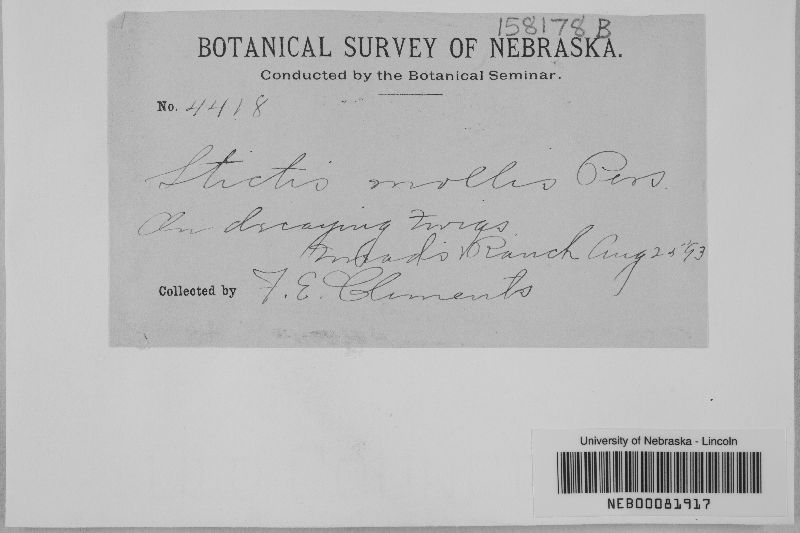 158178 B
BOTANICAL SURVEY OF NEBRASKA.
Conducted by the Botanical Seminar.
No. 4418
Stictis mollis Pers.
On decaying twigs
Ranch Aug 25 '93
Collected by F. E. Clements
University of Nebraska - Lincoln
NEB00081917